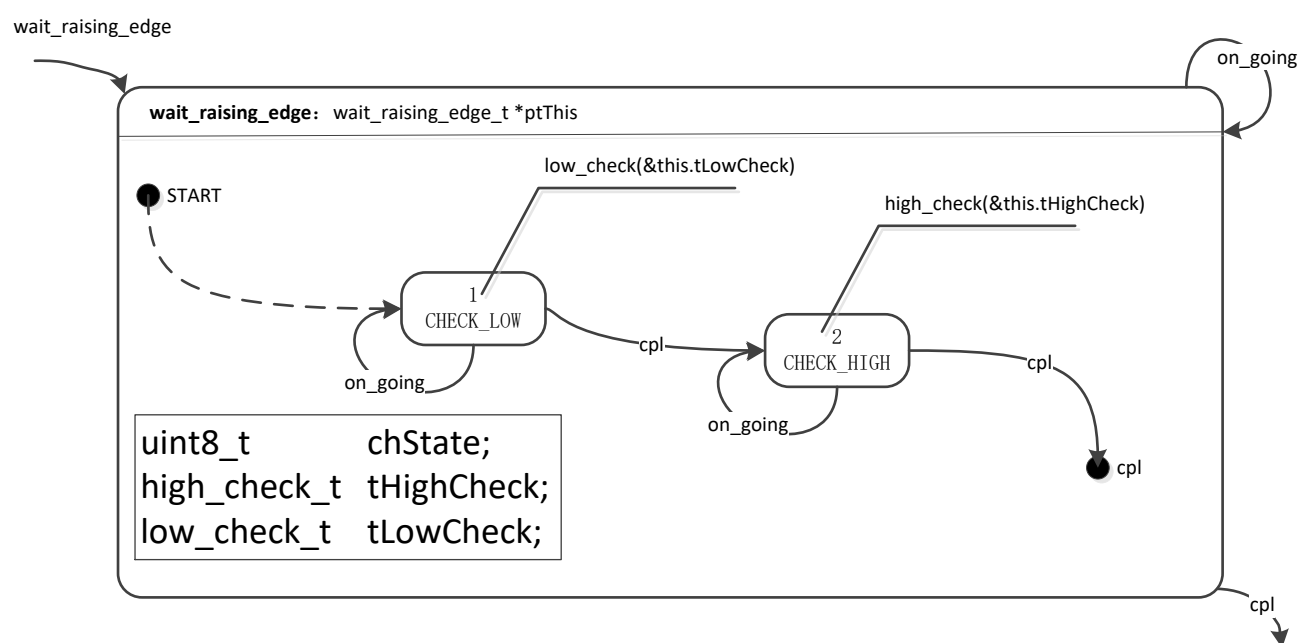 wait_raising_edge
on_going
wait_raising_edge：wait_raising_edge_t *ptThis
low_check(&this.tLowCheck)
START
high_check(&this.tHighCheck)
1
CHECK_LOW
cpl
2
CHECK_HIGH
cpl
on_going
on_going
uint8_t chState;
high_check_t tHighCheck;
low_check_t tLowCheck;
cpl
cpl